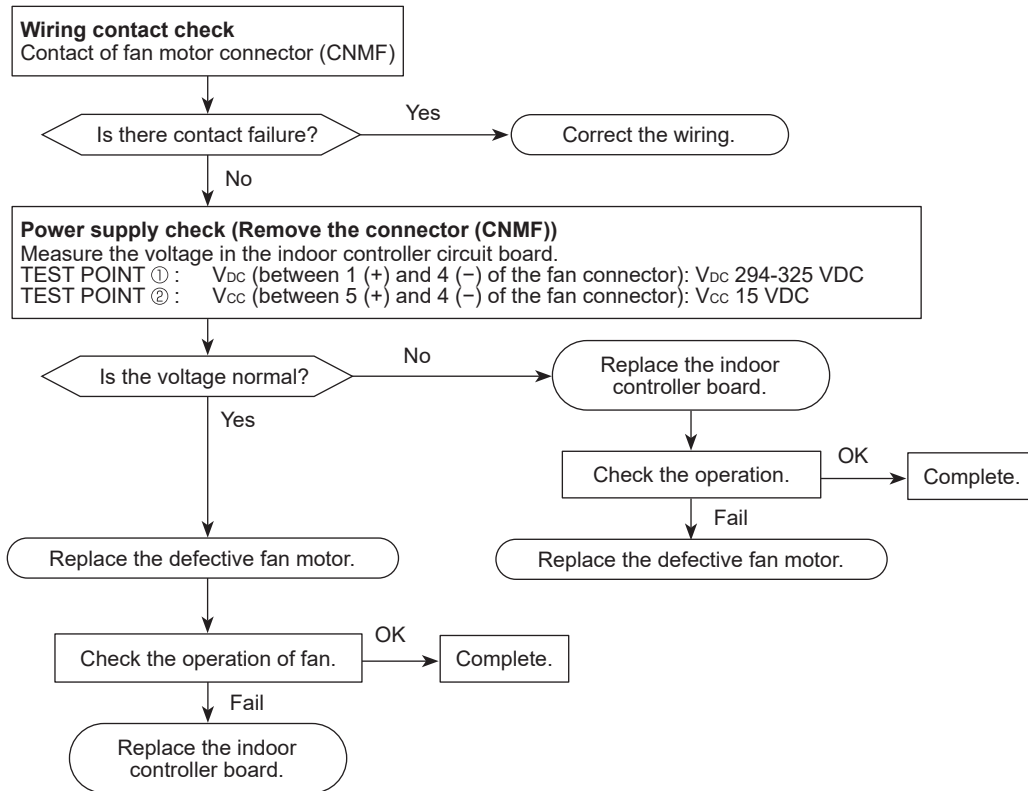 Wiring contact check
Contact of fan motor connector (CNMF)
Is there contact failure?
Yes
Correct the wiring.
No
Power supply check (Remove the connector (CNMF))
Measure the voltage in the indoor controller circuit board.
TEST POINT ① : VDC (between 1 (+) and 4 (−) of the fan connector): VDC 294-325 VDC
TEST POINT ② : VCC (between 5 (+) and 4 (−) of the fan connector): VCC 15 VDC
Is the voltage normal?
No
Replace the indoor
controller board.
Yes
Check the operation.
OK
Complete.
Fail
Replace the defective fan motor.
Replace the defective fan motor.
Check the operation of fan.
OK
Complete.
Fail
Replace the indoor
controller board.